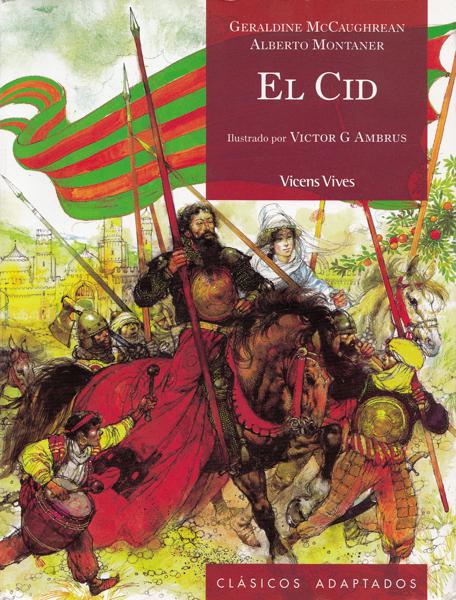 GERALDINE MCCAUGHREAN
ALBERTO MONTANER
EL CID
Ilustrado por VICTOR G AMBRUS
Vicens Vives
CLÁSICOS ADAPTADOS